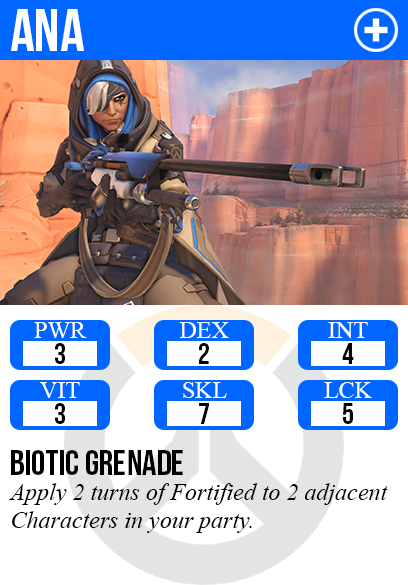 ANA
PWR DEX INT
3 2 4
VIT SKL LCK
3 7 5
BIOTIC GRENADE
Apply 2 turns of Fortified to 2 adjacent
Characters in your party.